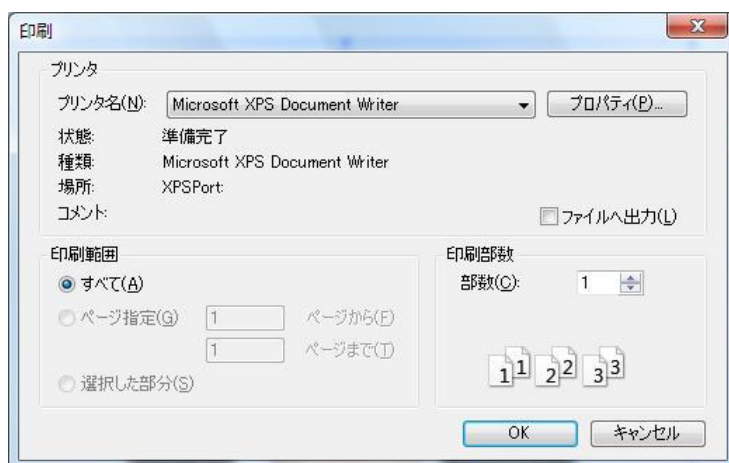 印刷
プリンタ
プリンタ名(N): Microsoft XPS Document Writer プロパティ(P)...
状態: 準備完了
種類: Microsoft XPS Document Writer
場所: XPSPort:
コメント: ファイルへ出力(L)
印刷範囲
すべて(A)
ページ指定(G) 1 ページから(F)
1 ページまで(T)
選択した部分(S)
印刷部数
部数(C): 1
1 1 2 2 3 3
OK キャンセル